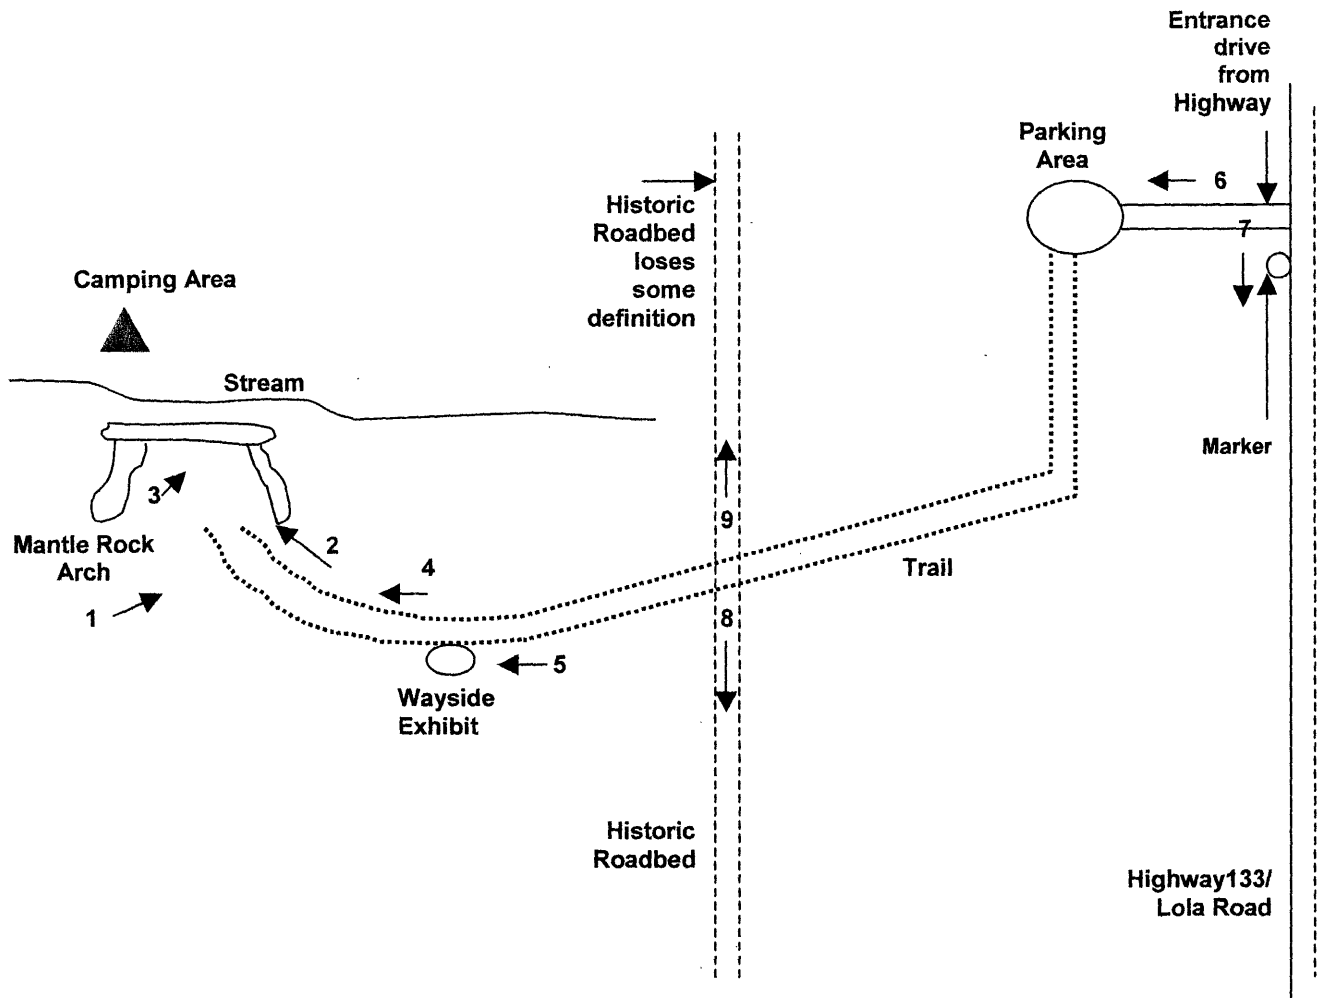 Entrance
drive
from
Highway
Parking
Area
6
7
Historic
Roadbed
loses
some
definition
Camping Area
Stream
Marker
3
9
Mantle Rock
Arch
2
4
Trail
1
8
5
Wayside
Exhibit
Historic
Roadbed
Highway133/
Lola Road